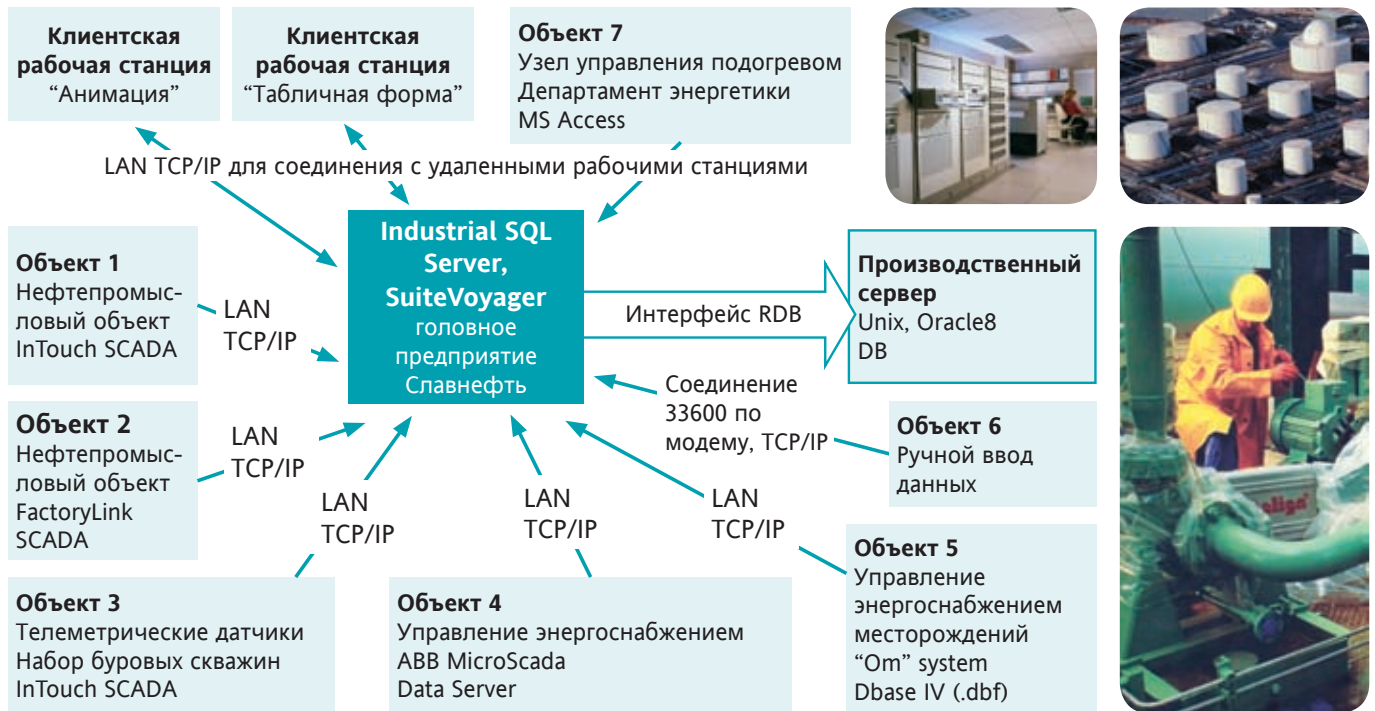 Клиентская
рабочая станция
“Анимация”
Клиентская
рабочая станция
“Табличная форма”
Объект 7
Узел управления подогревом
Департамент энергетики
MS Access
LAN TCP/IP для соединения с удаленными рабочими станциями
Industrial SQL
Server,
SuiteVoyager
головное
предприятие
Славнефть
Объект 1
Нефтепромыс-
ловый объект
InTouch SCADA
LAN
TCP/IP
Интерфейс RDB
Производственный
сервер
Unix, Oracle8
DB
Объект 2
Нефтепромыс-
ловый объект
FactoryLink
SCADA
LAN
TCP/IP
Соединение
33600 по
модему, TCP/IP
Объект 6
Ручной ввод
данных
LAN
TCP/IP
LAN
TCP/IP
LAN
TCP/IP
Объект 3
Телеметрические датчики
Набор буровых скважин
InTouch SCADA
Объект 4
Управление энергоснабжением
ABB MicroScada
Data Server
Объект 5
Управление
энергоснабжением
месторождений
“Om” system
Dbase IV (.dbf)